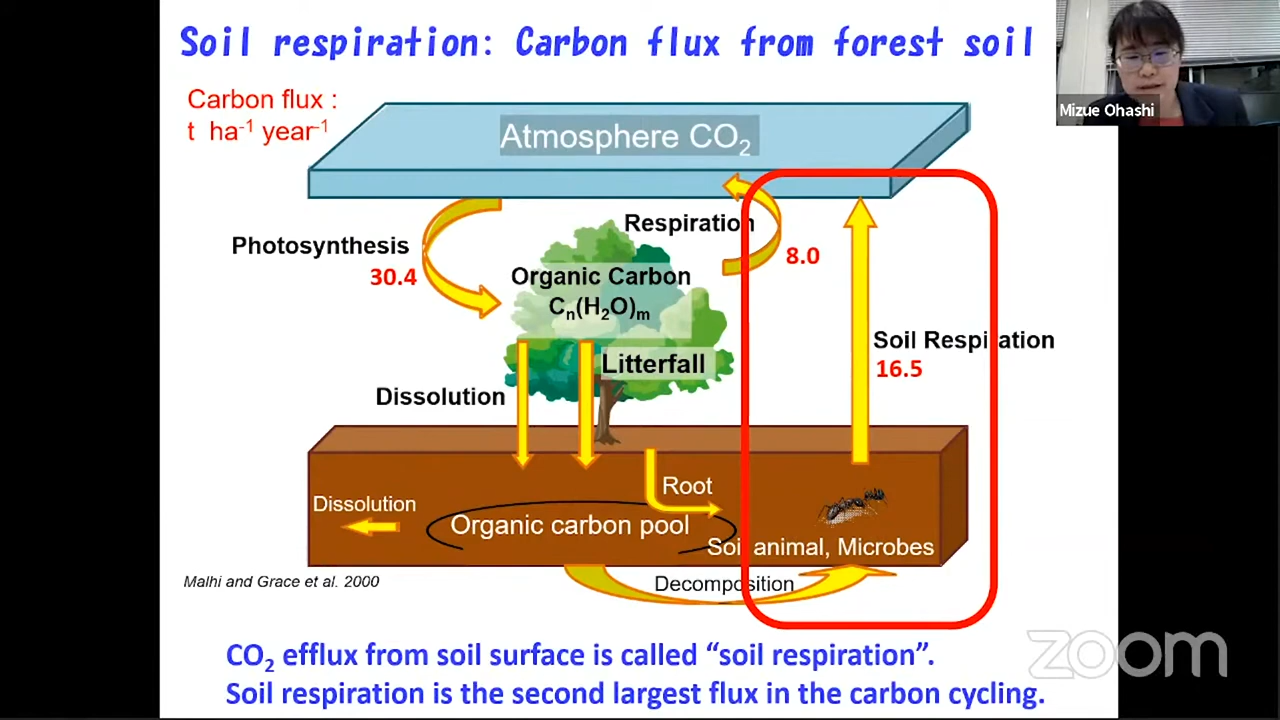 Soil respiration: Carbon flux from forest soil
Mizue Ohashi
Carbon flux :
t ha-1 year-1
Atmosphere CO2
Respiration
Photosynthesis
30.4
8.0
Organic Carbon
Cn(H2O)m
Soil Respiration
16.5
Litterfall
Dissolution
Root
Dissolution
Organic carbon pool
Soil animal, Microbes
Malhi and Grace et al. 2000
Decomposition
CO2 efflux from soil surface is called “soil respiration”.
Soil respiration is the second largest flux in the carbon cycling.
zoom